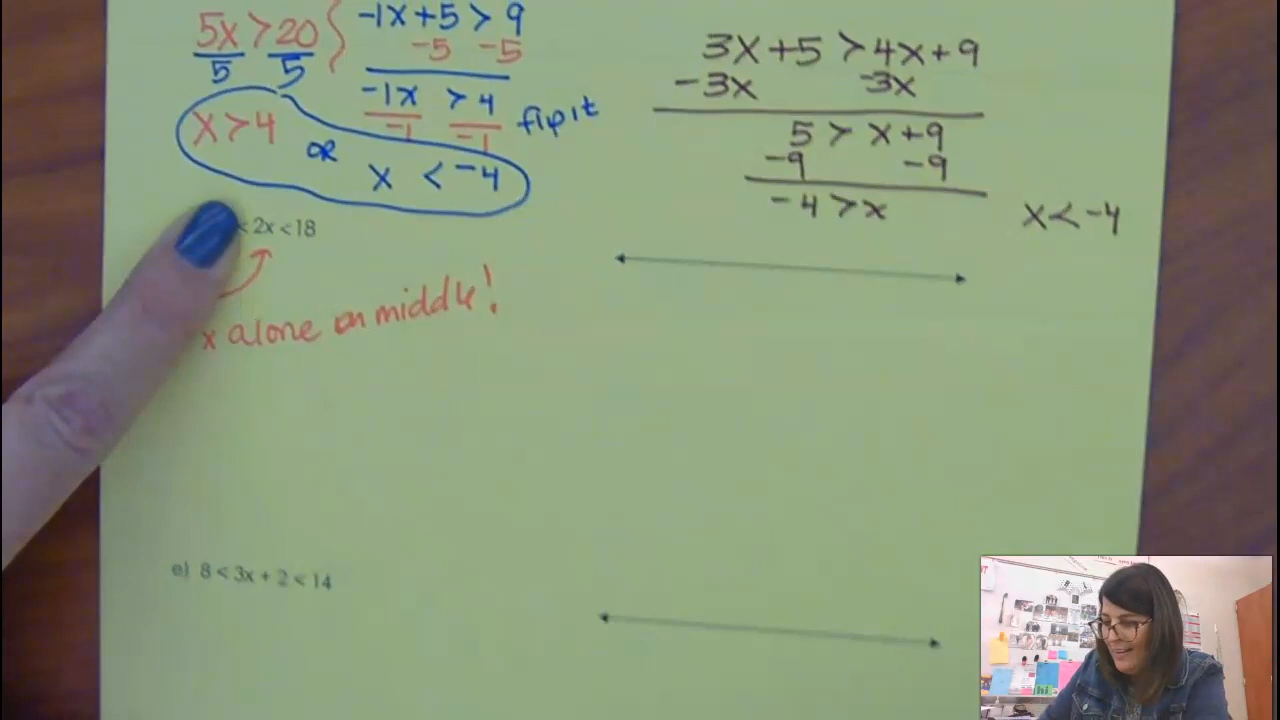 5x > 20
5 5
-1x + 5 > 9
-5 -5
-1x > 4
-1 -1
flip it
x > 4 or x < -4
3x + 5 > 4x + 9
-3x -3x
5 > x + 9
-9 -9
-4 > x
x < -4
< 2x < 18
x alone in middle!
e) 8 < 3x + 2 < 14